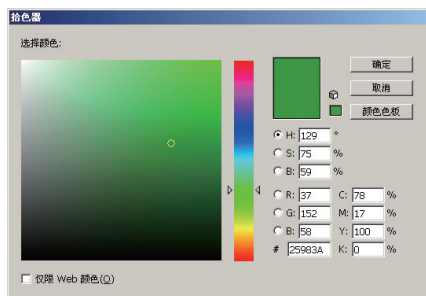 拾色器
选择颜色:
确定
取消
颜色色板
H: 129 °
S: 75 %
B: 59 %
R: 37 C: 78 %
G: 152 M: 17 %
B: 58 Y: 100 %
# 25983A K: 0 %
仅限 Web 颜色(O)